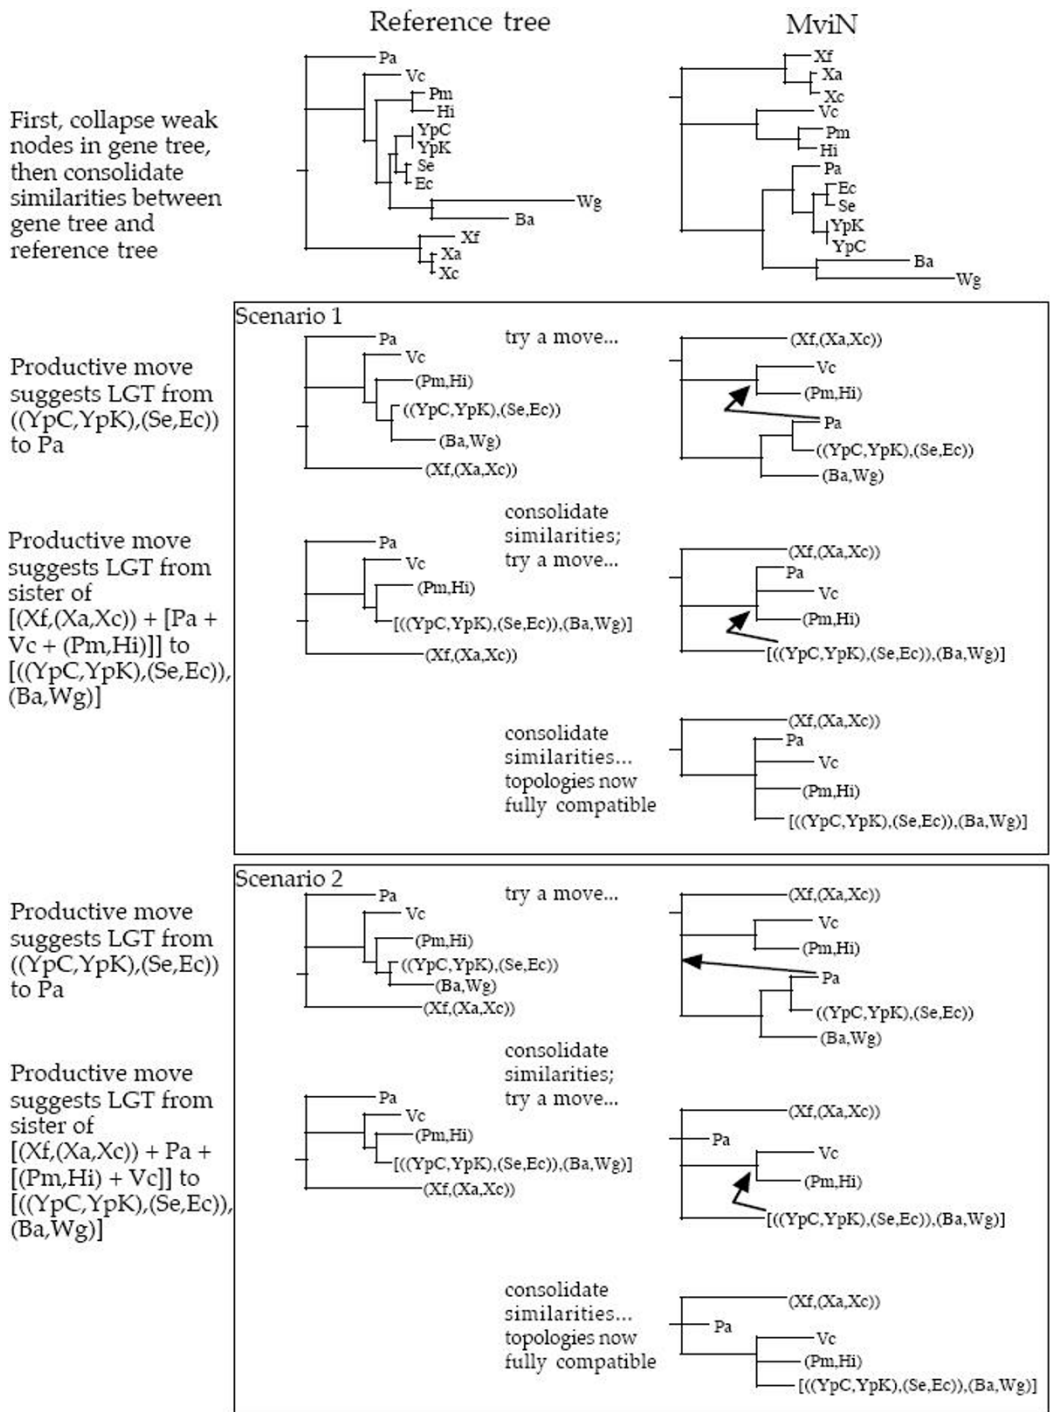 Reference tree
MviN
First, collapse weak
nodes in gene tree,
then consolidate
similarities between
gene tree and
reference tree
Pa
Vc
Pm
Hi
YpC
YpK
Se
Ec
Wg
Ba
Xf
Xa
Xc
Xf
Xa
Xc
Vc
Pm
Hi
Pa
Ec
Se
YpK
YpC
Ba
Wg
Scenario 1
Productive move
suggests LGT from
((YpC,YpK),(Se,Ec))
to Pa
Pa
Vc
(Pm,Hi)
((YpC,YpK),(Se,Ec))
(Ba,Wg)
(Xf,(Xa,Xc))
try a move...
(Xf,(Xa,Xc))
Vc
(Pm,Hi)
Pa
((YpC,YpK),(Se,Ec))
(Ba,Wg)
Productive move
suggests LGT from
sister of
[(Xf,(Xa,Xc)) + [Pa +
Vc + (Pm,Hi)]] to
[((YpC,YpK),(Se,Ec)),
(Ba,Wg)]
Pa
Vc
(Pm,Hi)
[((YpC,YpK),(Se,Ec)),(Ba,Wg)]
(Xf,(Xa,Xc))
consolidate
similarities;
try a move...
(Xf,(Xa,Xc))
Pa
Vc
(Pm,Hi)
[((YpC,YpK),(Se,Ec)),(Ba,Wg)]
consolidate
similarities...
topologies now
fully compatible
(Xf,(Xa,Xc))
Pa
Vc
(Pm,Hi)
[((YpC,YpK),(Se,Ec)),(Ba,Wg)]
Scenario 2
Productive move
suggests LGT from
((YpC,YpK),(Se,Ec))
to Pa
Pa
Vc
(Pm,Hi)
((YpC,YpK),(Se,Ec))
(Ba,Wg)
(Xf,(Xa,Xc))
try a move...
(Xf,(Xa,Xc))
Vc
(Pm,Hi)
Pa
((YpC,YpK),(Se,Ec))
(Ba,Wg)
Productive move
suggests LGT from
sister of
[(Xf,(Xa,Xc)) + Pa +
[(Pm,Hi) + Vc]] to
[((YpC,YpK),(Se,Ec)),
(Ba,Wg)]
Pa
Vc
(Pm,Hi)
[((YpC,YpK),(Se,Ec)),(Ba,Wg)]
(Xf,(Xa,Xc))
consolidate
similarities;
try a move...
(Xf,(Xa,Xc))
Pa
Vc
(Pm,Hi)
[((YpC,YpK),(Se,Ec)),(Ba,Wg)]
consolidate
similarities...
topologies now
fully compatible
(Xf,(Xa,Xc))
Pa
Vc
(Pm,Hi)
[((YpC,YpK),(Se,Ec)),(Ba,Wg)]